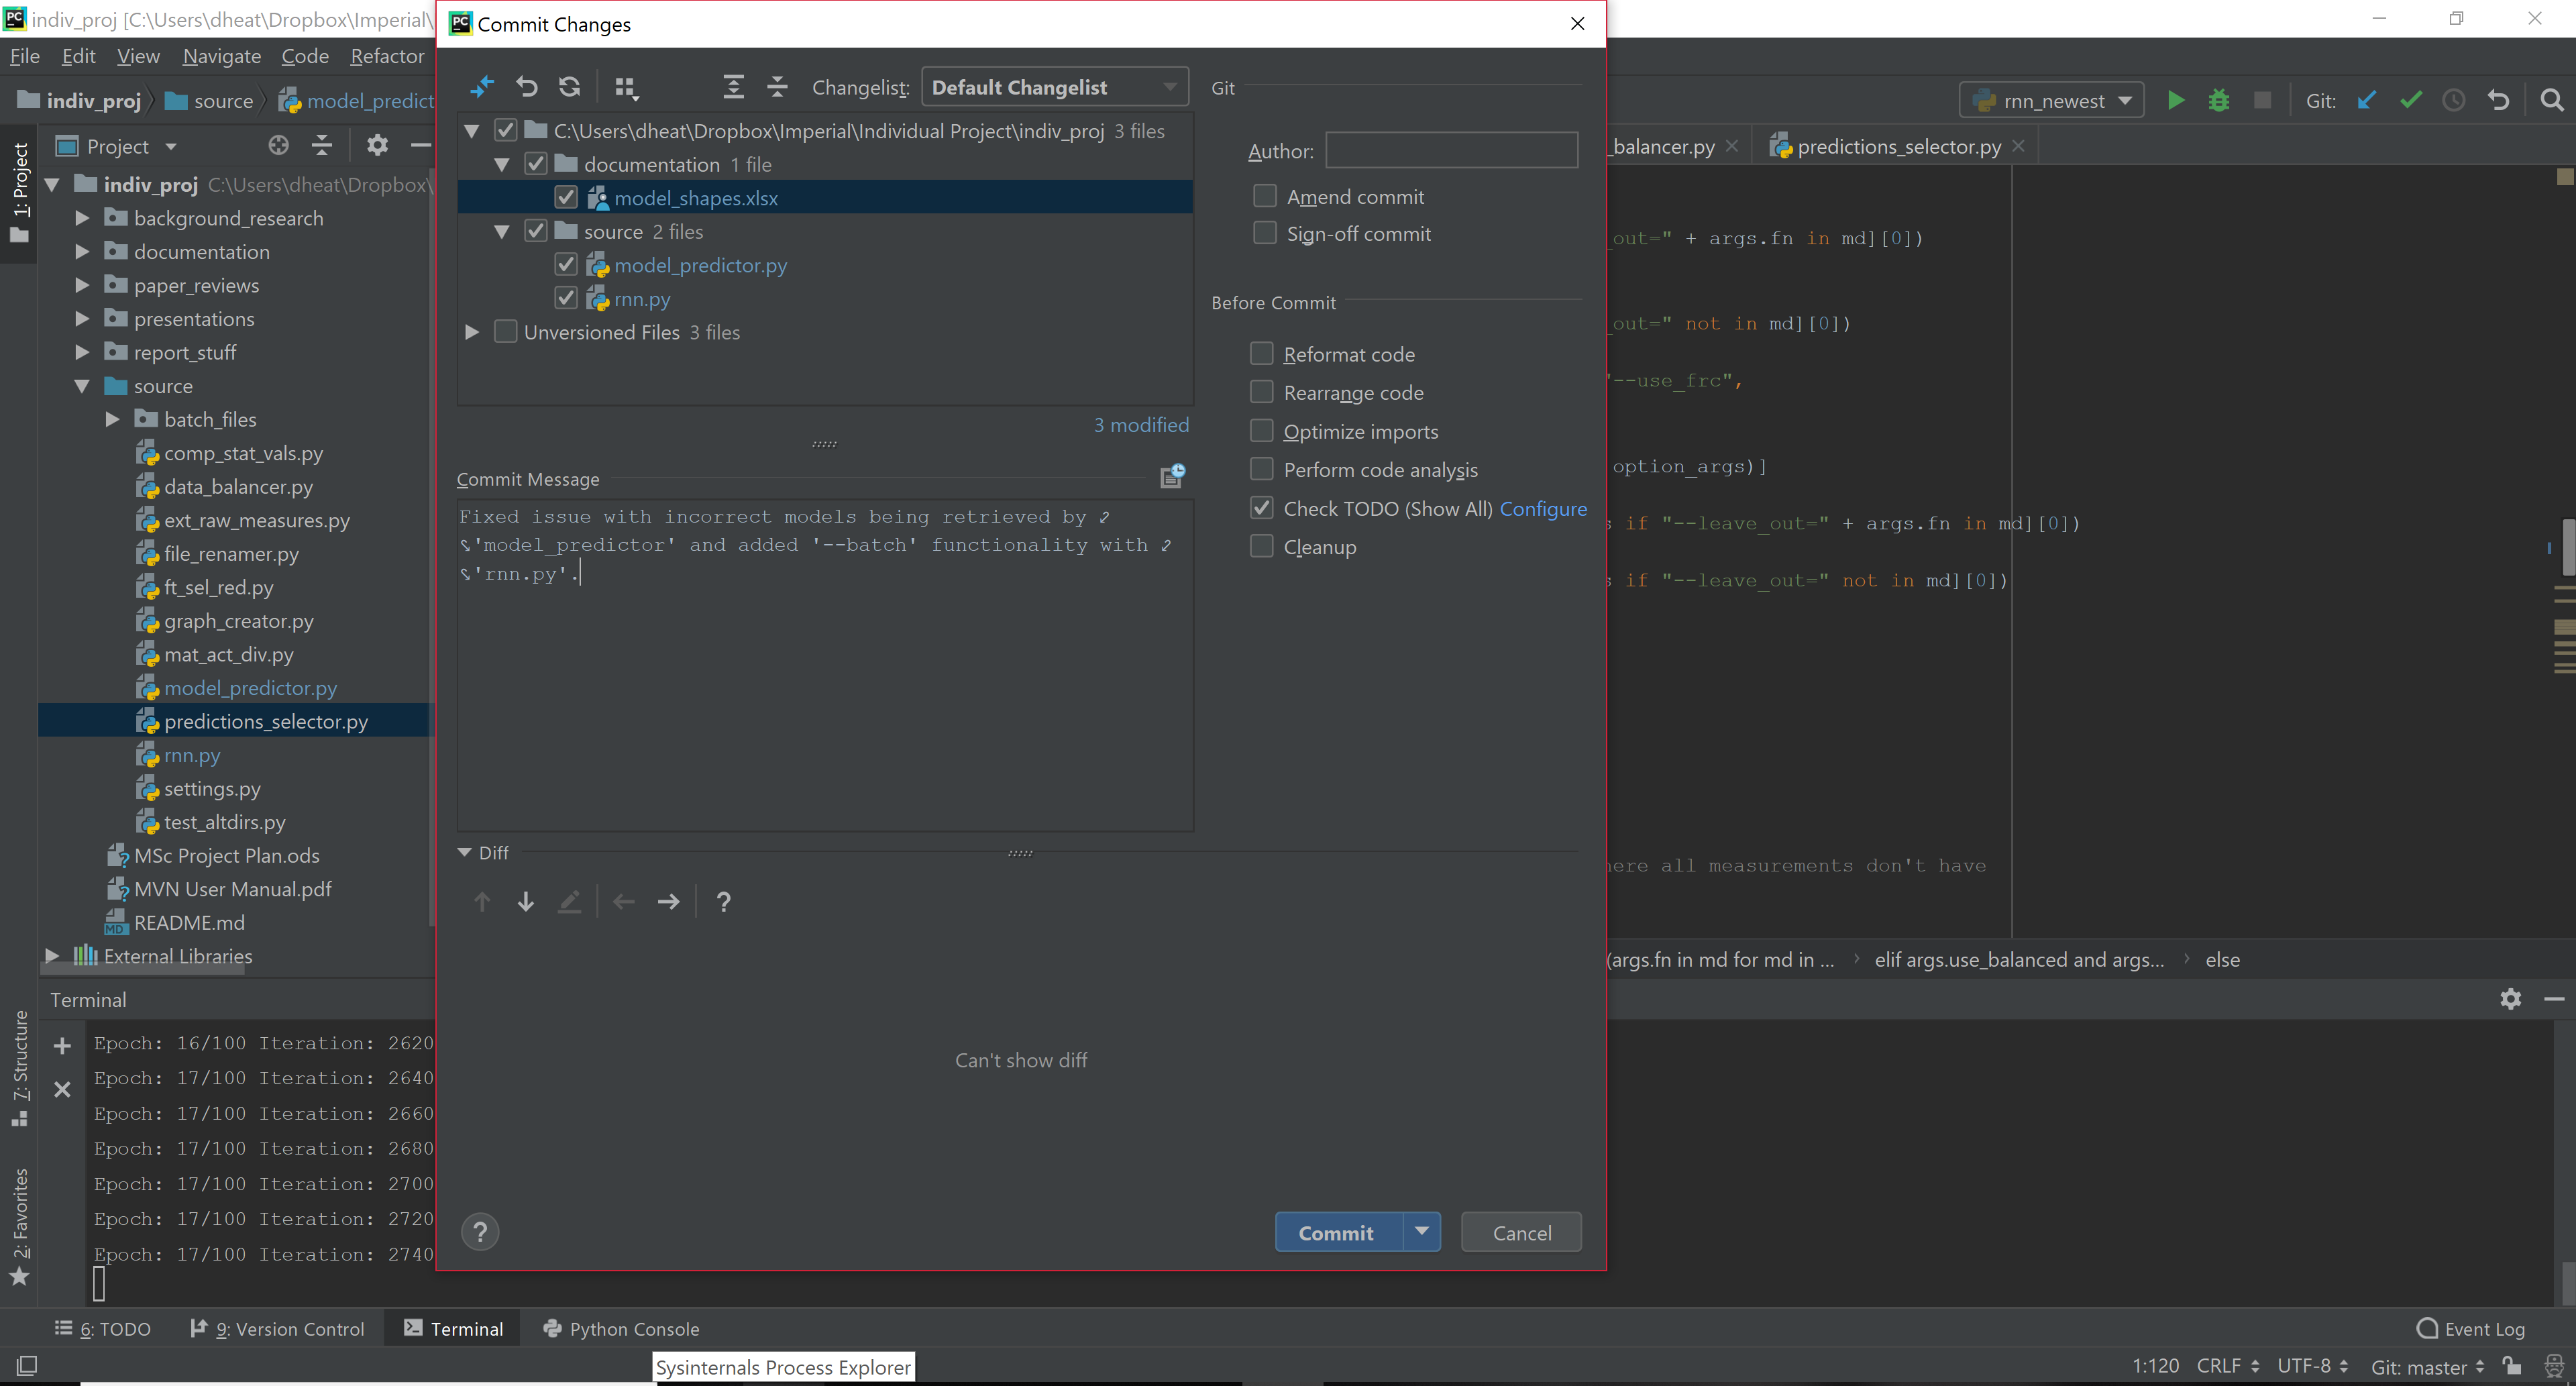 indiv_proj [C:\Users\dheat\Dropbox\Imperial\
Commit Changes
File Edit View Navigate Code Refactor
indiv_proj source model_predict
Changelist: Default Changelist
Git
rnn_newest
Git:
Project
1: Project
_balancer.py
predictions_selector.py
indiv_proj C:\Users\dheat\Dropbox\
background_research
documentation
paper_reviews
presentations
report_stuff
source
batch_files
comp_stat_vals.py
data_balancer.py
ext_raw_measures.py
file_renamer.py
ft_sel_red.py
graph_creator.py
mat_act_div.py
model_predictor.py
predictions_selector.py
rnn.py
settings.py
test_altdirs.py
MSc Project Plan.ods
MVN User Manual.pdf
README.md
External Libraries
C:\Users\dheat\Dropbox\Imperial\Individual Project\indiv_proj 3 files
documentation 1 file
model_shapes.xlsx
source 2 files
model_predictor.py
rnn.py
Unversioned Files 3 files
3 modified
Commit Message
Fixed issue with incorrect models being retrieved by
'model_predictor' and added '--batch' functionality with
'rnn.py'.
Diff
Can't show diff
Author:
Amend commit
Sign-off commit
Before Commit
Reformat code
Rearrange code
Optimize imports
Perform code analysis
Check TODO (Show All) Configure
Cleanup
?
?
Commit
Cancel
_out=" + args.fn in md][0])
_out=" not in md][0])
"--use_frc",
option_args)]
s if "--leave_out=" + args.fn in md][0])
s if "--leave_out=" not in md][0])
here all measurements don't have
(args.fn in md for md in ... › elif args.use_balanced and args... › else
Terminal
Epoch: 16/100 Iteration: 2620
Epoch: 17/100 Iteration: 2640
Epoch: 17/100 Iteration: 2660
Epoch: 17/100 Iteration: 2680
Epoch: 17/100 Iteration: 2700
Epoch: 17/100 Iteration: 2720
Epoch: 17/100 Iteration: 2740
7: Structure
2: Favorites
6: TODO
9: Version Control
Terminal
Python Console
Event Log
Sysinternals Process Explorer
1:120 CRLF UTF-8 Git: master